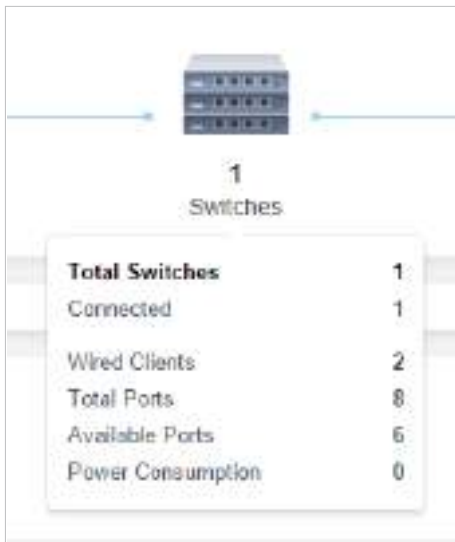 1
Switches
Total Switches 1
Connected 1
Wired Clients 2
Total Ports 8
Available Ports 6
Power Consumption 0